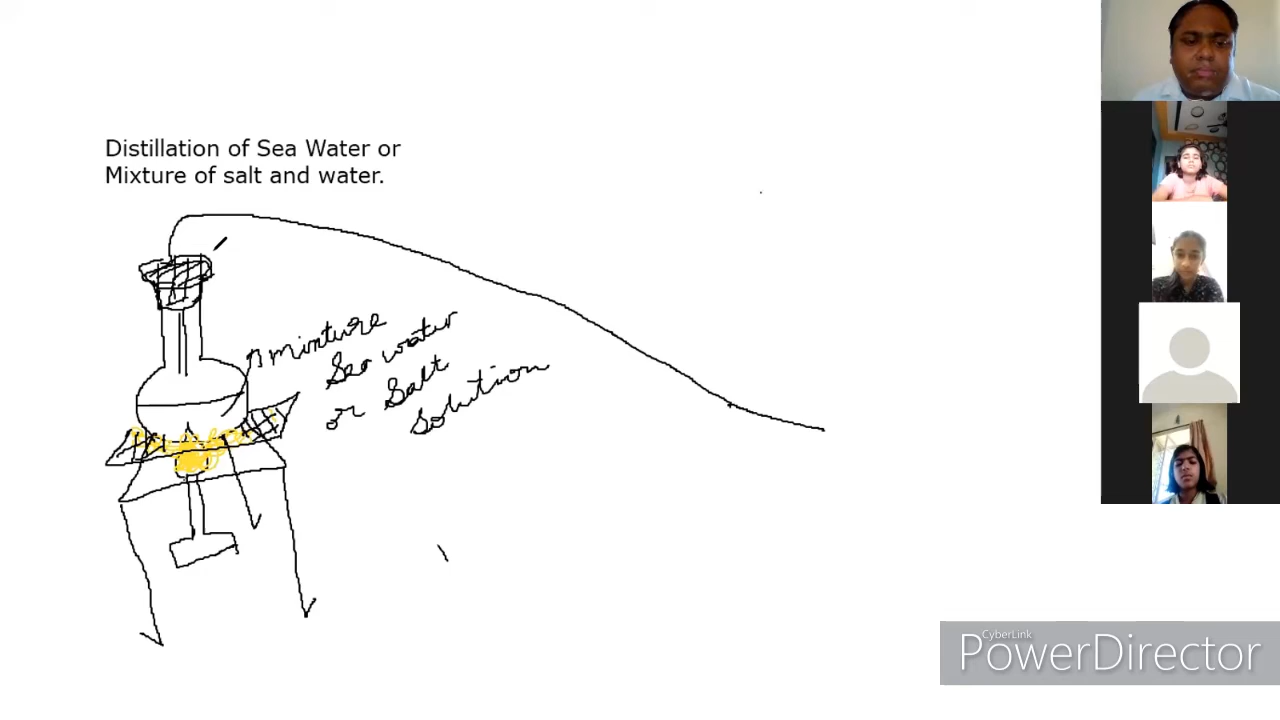 Distillation of Sea Water or
Mixture of salt and water.
mixture
Sea water
or Salt
Solution
CyberLink
PowerDirector